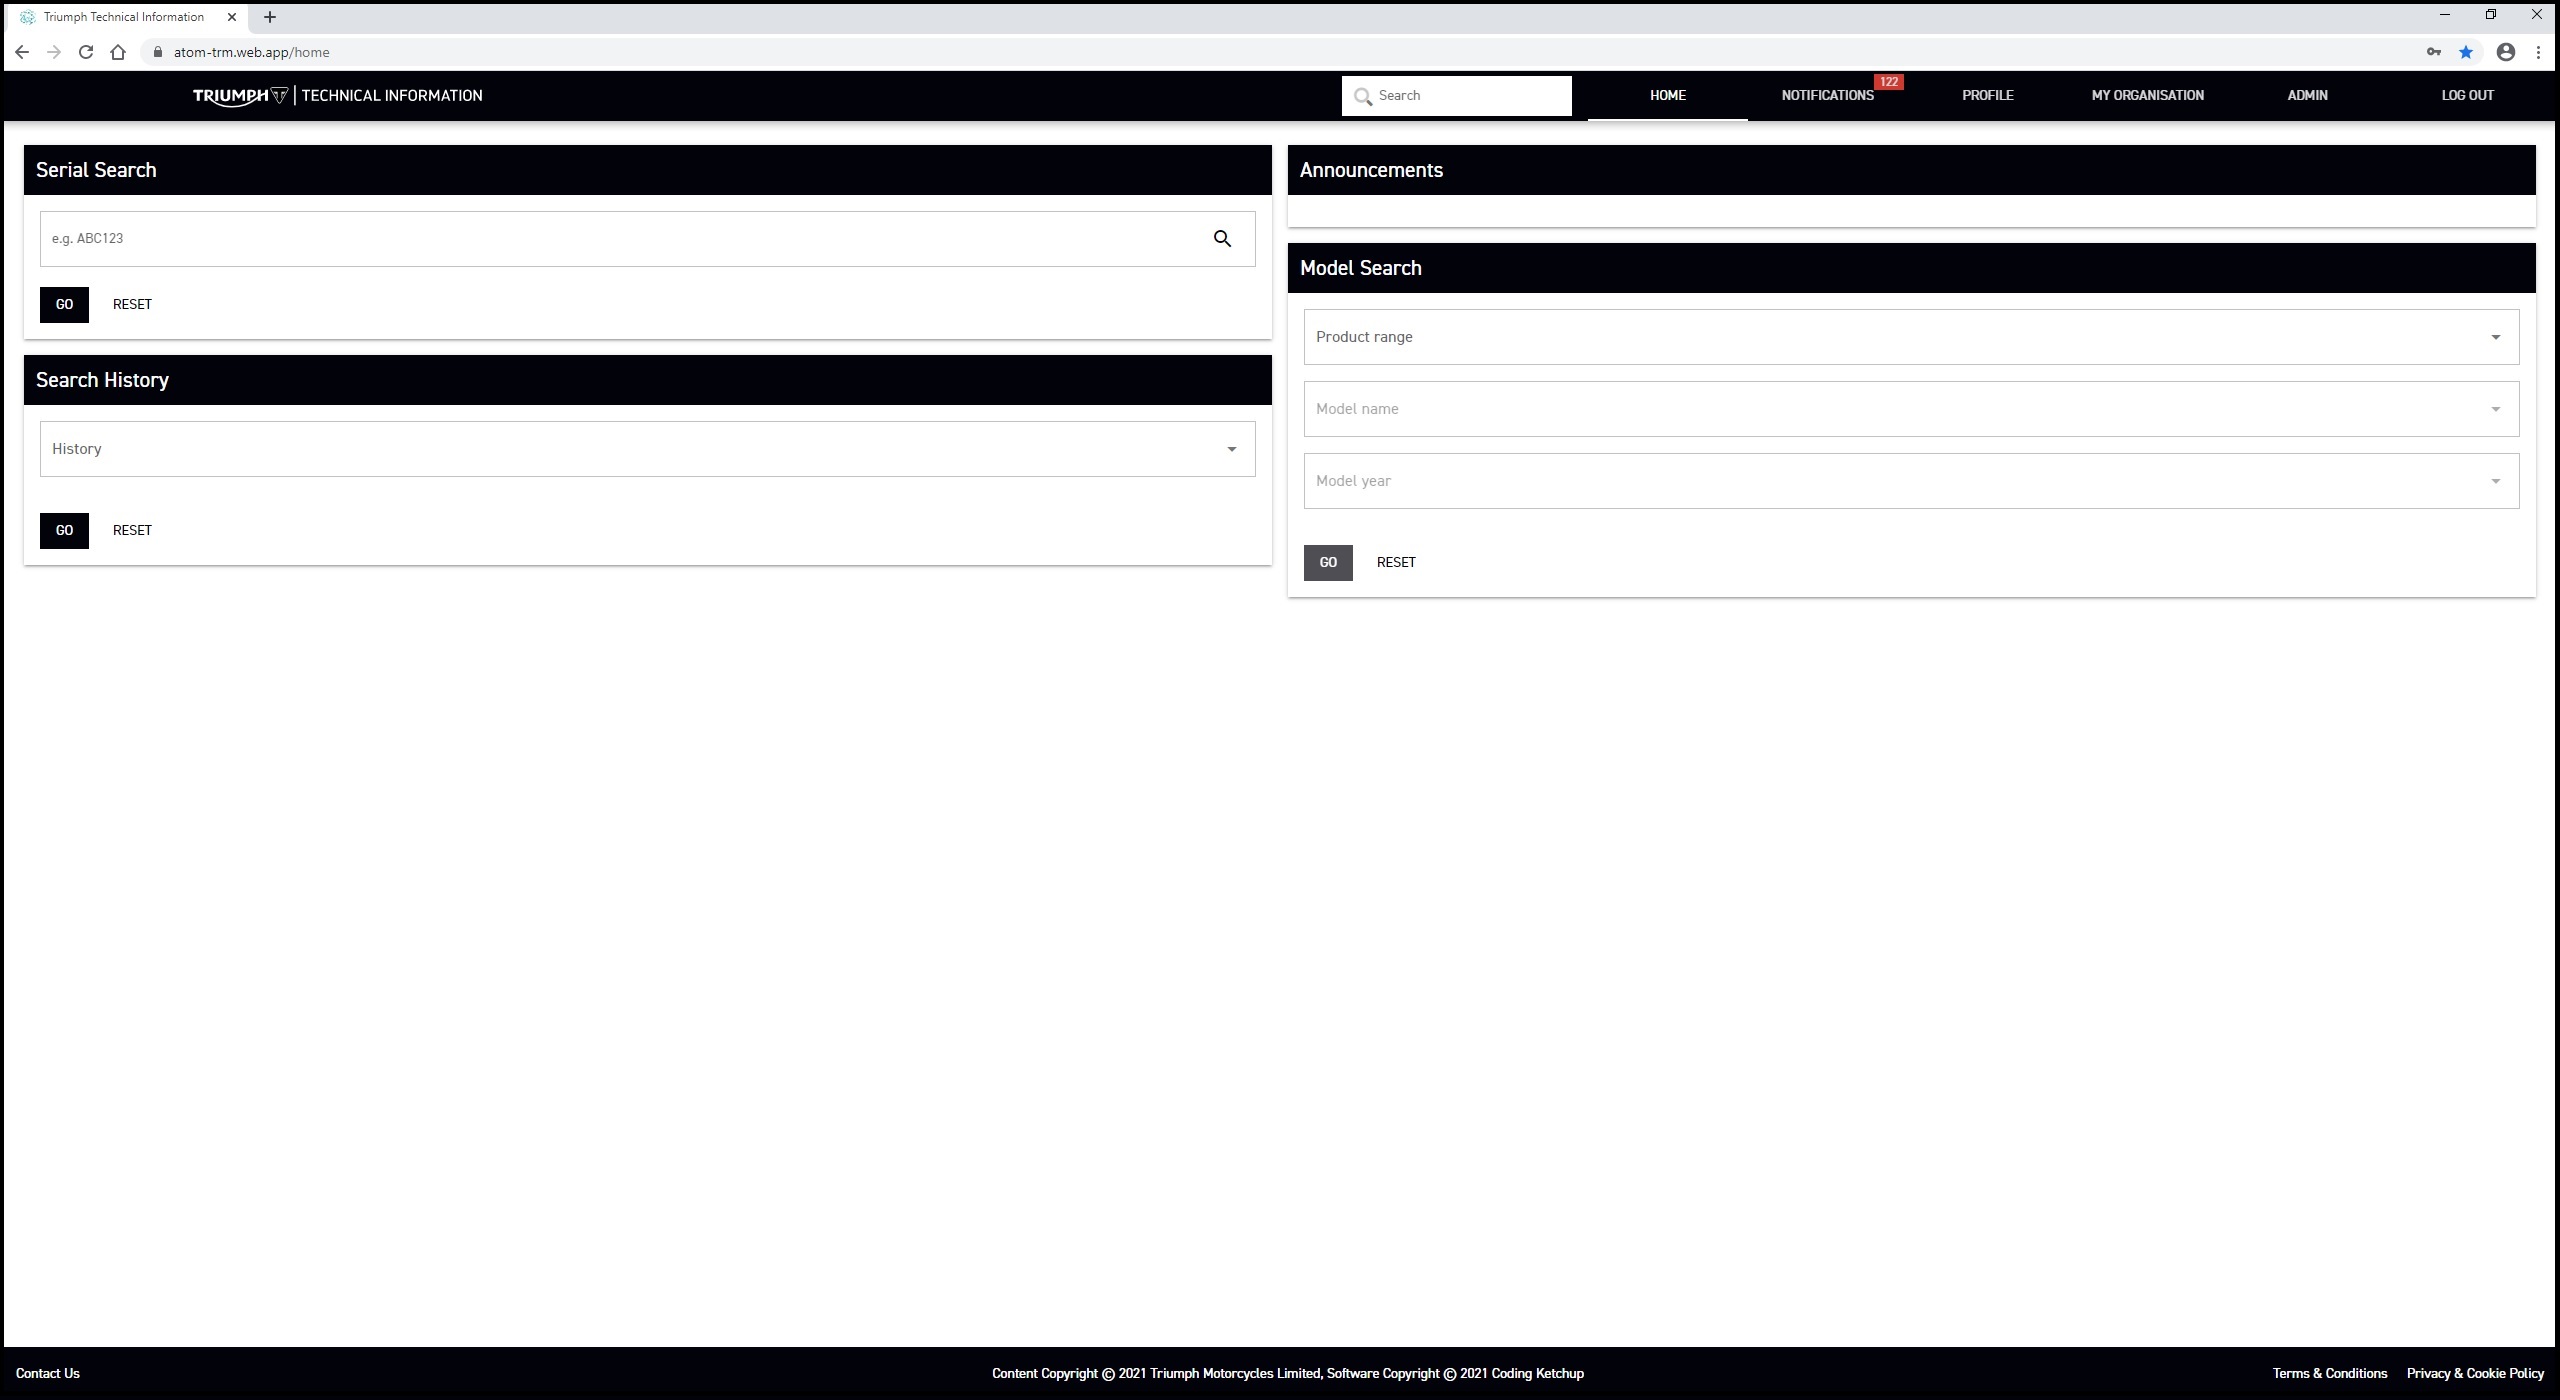 Triumph Technical Information
atom-trm.web.app/home
TRIUMPH TECHNICAL INFORMATION
Search
HOME
NOTIFICATIONS
122
PROFILE
MY ORGANISATION
ADMIN
LOG OUT
Serial Search
e.g. ABC123
GO RESET
Search History
History
GO RESET
Announcements
Model Search
Product range
Model name
Model year
GO RESET
Contact Us
Content Copyright © 2021 Triumph Motorcycles Limited, Software Copyright © 2021 Coding Ketchup
Terms & Conditions
Privacy & Cookie Policy